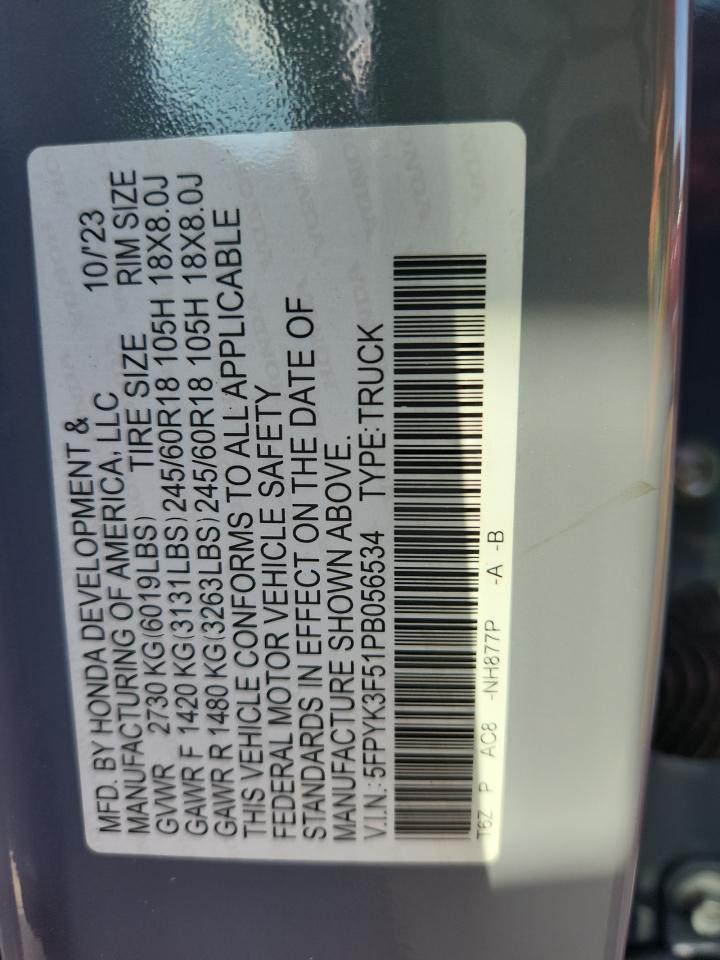 MFD. BY HONDA DEVELOPMENT & 10/'23
MANUFACTURING OF AMERICA, LLC
TIRE SIZE RIM SIZE
GVWR 2730 KG(6019LBS)
GAWR F 1420 KG(3131LBS) 245/60R18 105H 18X8.0J
GAWR R 1480 KG(3263LBS) 245/60R18 105H 18X8.0J
THIS VEHICLE CONFORMS TO ALL APPLICABLE
FEDERAL MOTOR VEHICLE SAFETY
STANDARDS IN EFFECT ON THE DATE OF
MANUFACTURE SHOWN ABOVE.
V.I.N.: 5FPYK3F51PB056534 TYPE: TRUCK
T6Z P AC8 -NH877P -A -B
HONDA